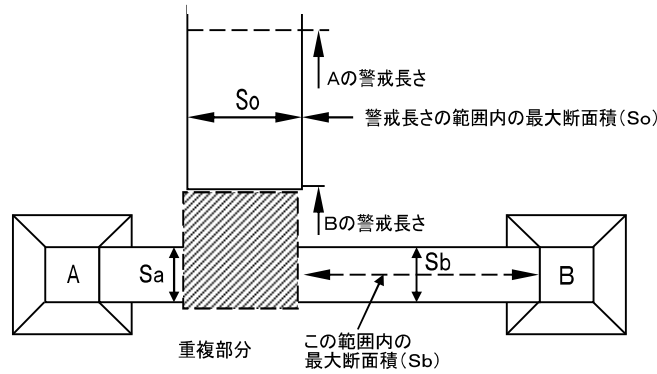 Aの警戒長さ
So
警戒長さの範囲内の最大断面積(So)
Bの警戒長さ
A
Sa
Sb
B
重複部分
この範囲内の
最大断面積(Sb)